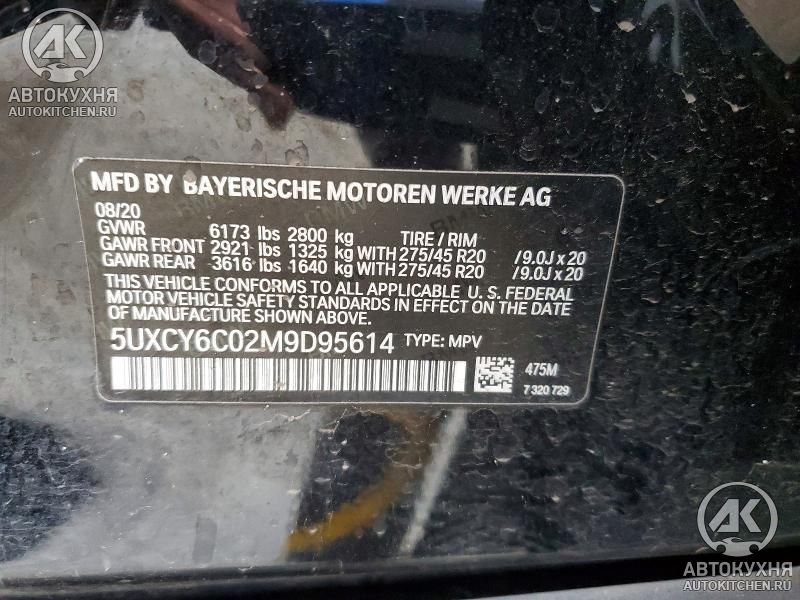 AK
АВТОКУХНЯ
AUTOKITCHEN.RU
MFD BY BAYERISCHE MOTOREN WERKE AG
08/20
GVWR 6173 lbs 2800 kg TIRE / RIM
GAWR FRONT 2921 lbs 1325 kg WITH 275/45 R20 /9.0J x 20
GAWR REAR 3616 lbs 1640 kg WITH 275/45 R20 /9.0J x 20
THIS VEHICLE CONFORMS TO ALL APPLICABLE U. S. FEDERAL
MOTOR VEHICLE SAFETY STANDARDS IN EFFECT ON THE DATE
OF MANUFACTURE SHOWN ABOVE.
5UXCY6C02M9D95614 TYPE: MPV
475M
7 320 729
AK
АВТОКУХНЯ
AUTOKITCHEN.RU